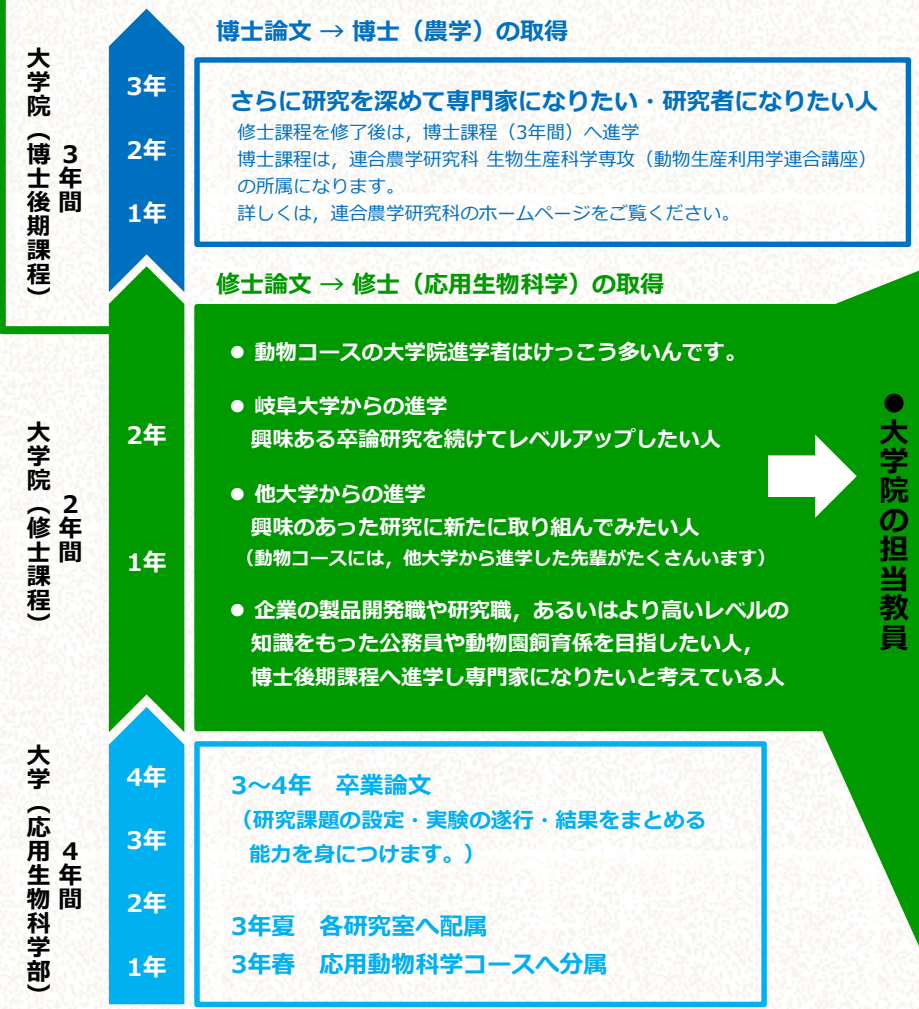 博士論文 → 博士（農学）の取得
大学院（博士後期課程）
3年間
3年
2年
1年
さらに研究を深めて専門家になりたい・研究者になりたい人
修士課程を修了後は，博士課程（3年間）へ進学
博士課程は，連合農学研究科 生物生産科学専攻（動物生産利用学連合講座）
の所属になります。
詳しくは，連合農学研究科のホームページをご覧ください。
修士論文 → 修士（応用生物科学）の取得
大学院（修士課程）
2年間
2年
1年
● 動物コースの大学院進学者はけっこう多いんです。
● 岐阜大学からの進学
興味ある卒論研究を続けてレベルアップしたい人
● 他大学からの進学
興味のあった研究に新たに取り組んでみたい人
（動物コースには，他大学から進学した先輩がたくさんいます）
● 企業の製品開発職や研究職，あるいはより高いレベルの
知識をもった公務員や動物園飼育係を目指したい人，
博士後期課程へ進学し専門家になりたいと考えている人
●大学院の担当教員
大学（応用生物科学部）
4年間
4年
3年
2年
1年
3～4年　卒業論文
（研究課題の設定・実験の遂行・結果をまとめる
能力を身につけます。）
3年夏　各研究室へ配属
3年春　応用動物科学コースへ分属